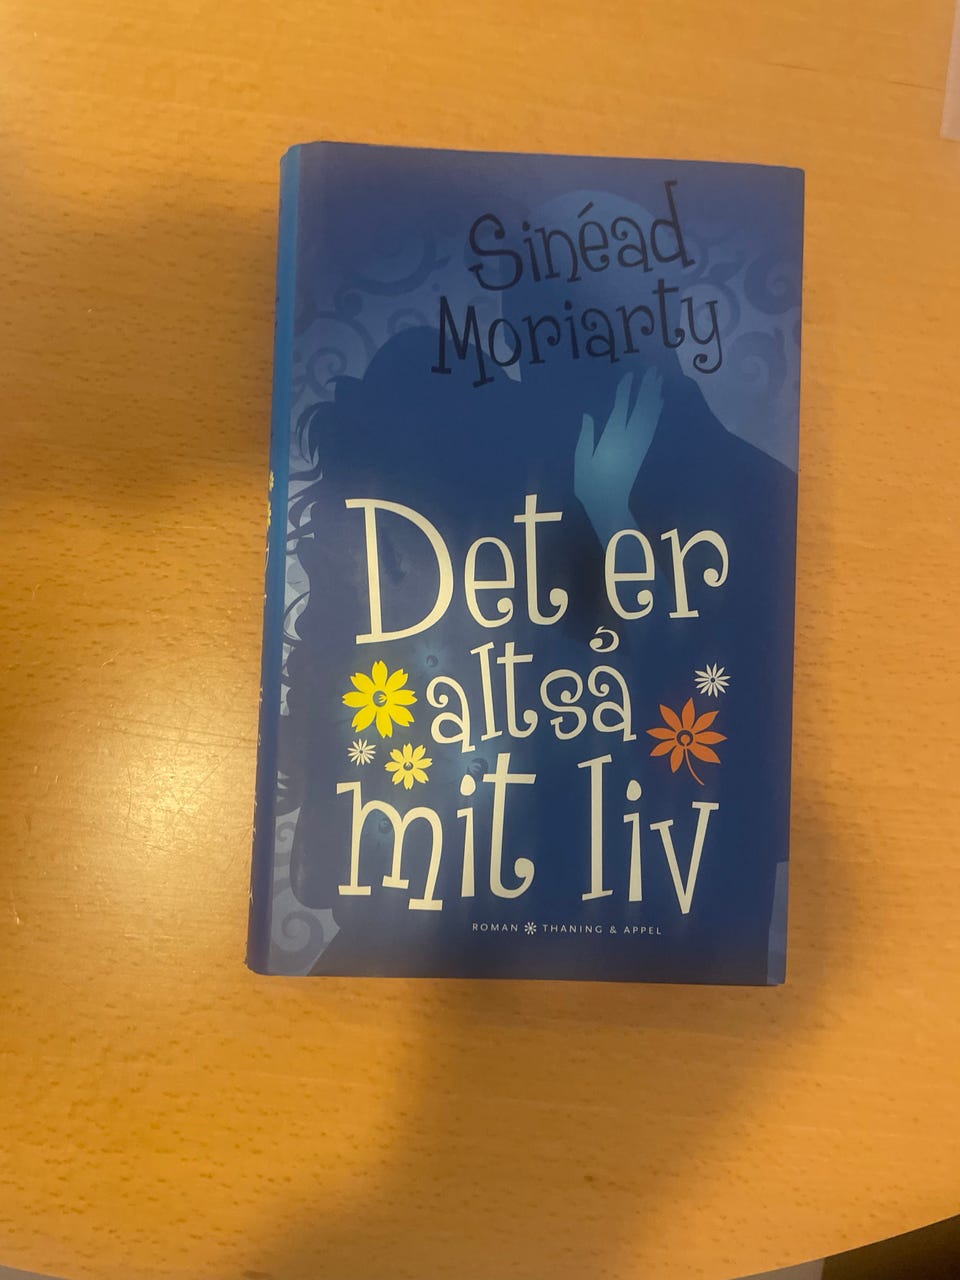 Sinéad
Moriarty
Det er
altså
mit liv
ROMAN THANING & APPEL